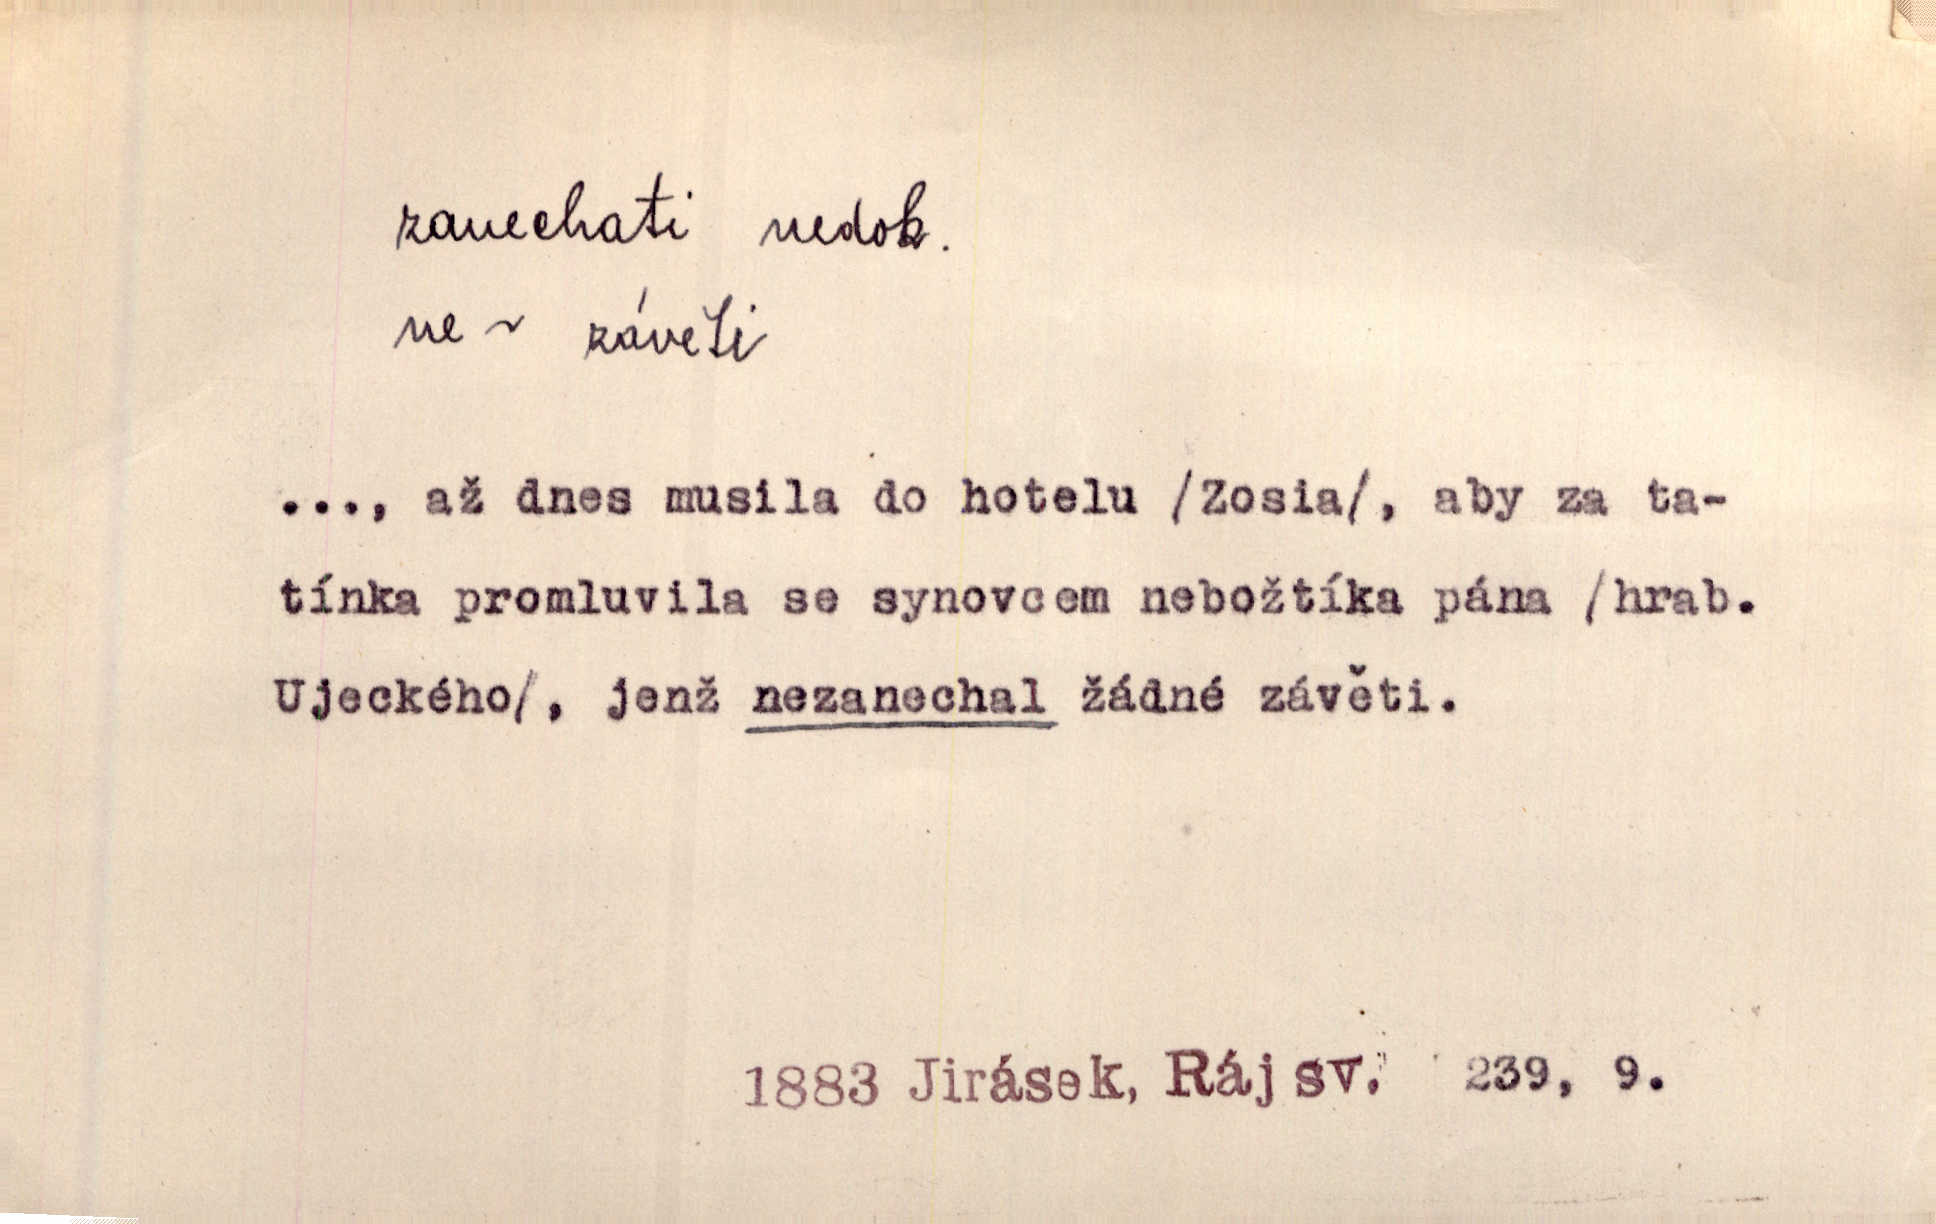 zanechati nedok.
ne ~ závěti
..., až dnes musila do hotelu /Zosia/, aby za ta-
tínka promluvila se synovcem nebožtíka pána /hrab.
Ujeckého/, jenž nezanechal žádné závěti.
1883 Jirásek, Ráj sv. 239, 9.